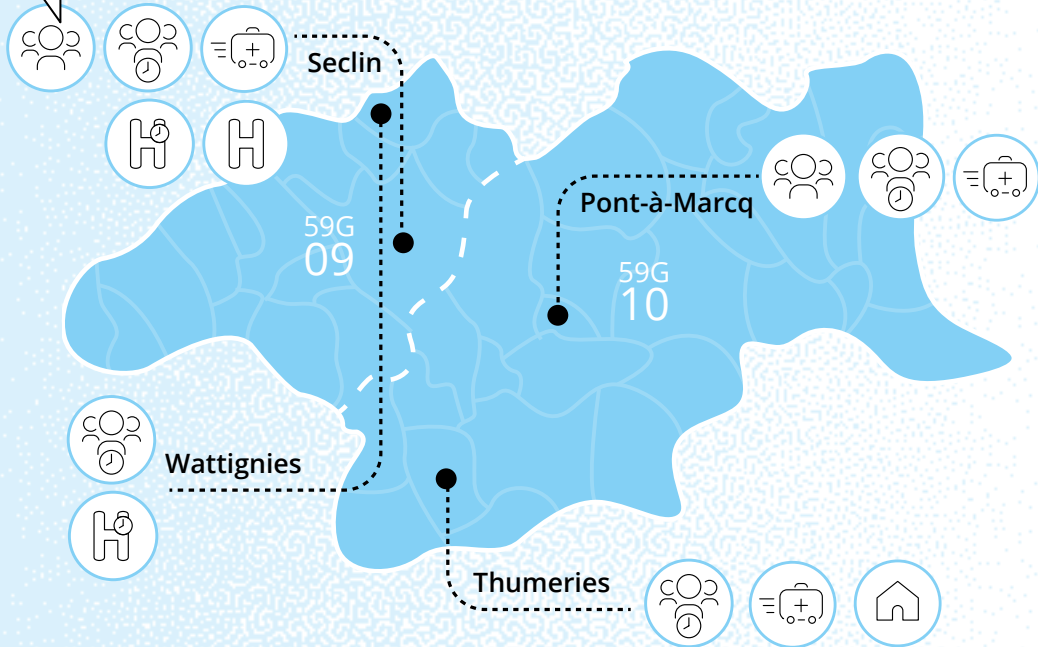 Seclin
Pont-à-Marcq
59G
09
59G
10
Wattignies
Thumeries